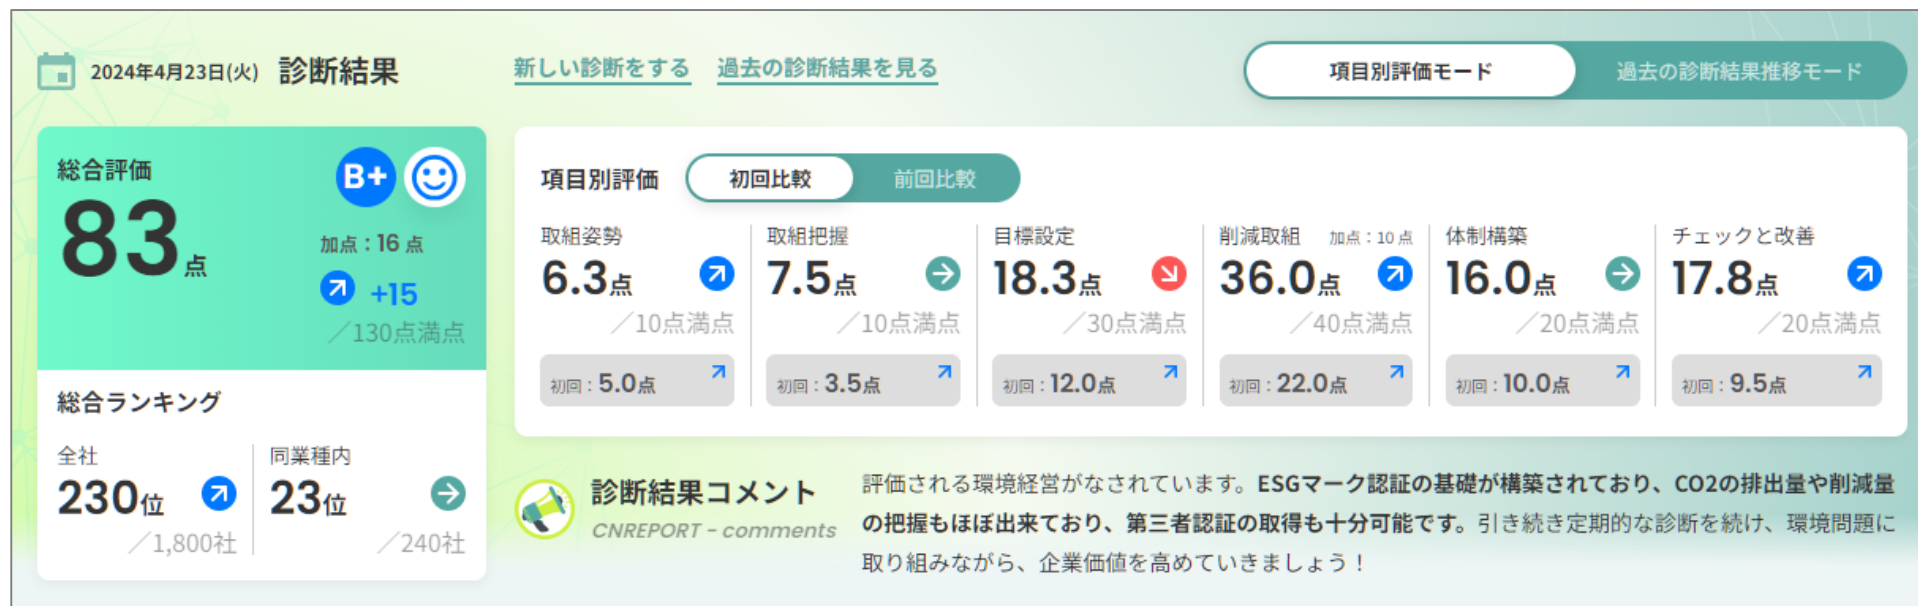 2024年4月23日(火) 診断結果
新しい診断をする 過去の診断結果を見る
項目別評価モード 過去の診断結果推移モード
総合評価
B+
83点
加点：16 点
+15
／130点満点
総合ランキング
全社
230位
／1,800社
同業種内
23位
／240社
項目別評価 初回比較 前回比較
取組姿勢
6.3点
／10点満点
初回：5.0点
取組把握
7.5点
／10点満点
初回：3.5点
目標設定
18.3点
／30点満点
初回：12.0点
削減取組 加点：10 点
36.0点
／40点満点
初回：22.0点
体制構築
16.0点
／20点満点
初回：10.0点
チェックと改善
17.8点
／20点満点
初回：9.5点
診断結果コメント
CNREPORT - comments
評価される環境経営がなされています。ESGマーク認証の基礎が構築されており、CO2の排出量や削減量
の把握もほぼ出来ており、第三者認証の取得も十分可能です。引き続き定期的な診断を続け、環境問題に
取り組みながら、企業価値を高めていきましょう！